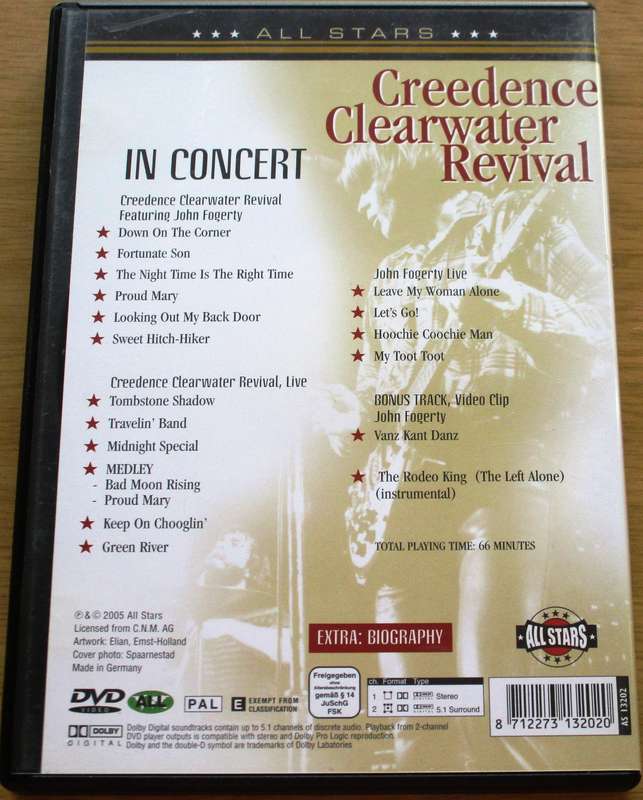 ★ ★ ★ ★ ALL STARS ★ ★ ★ ★
Creedence
Clearwater
Revival
IN CONCERT
Creedence Clearwater Revival
Featuring John Fogerty
★ Down On The Corner
★ Fortunate Son
★ The Night Time Is The Right Time
★ Proud Mary
★ Looking Out My Back Door
★ Sweet Hitch-Hiker
Creedence Clearwater Revival, Live
★ Tombstone Shadow
★ Travelin' Band
★ Midnight Special
★ MEDLEY
- Bad Moon Rising
- Proud Mary
★ Keep On Chooglin'
★ Green River
John Fogerty Live
★ Leave My Woman Alone
★ Let's Go!
★ Hoochie Coochie Man
★ My Toot Toot
BONUS TRACK, Video Clip
John Fogerty
★ Vanz Kant Danz
★ The Rodeo King (The Left Alone)
(instrumental)
TOTAL PLAYING TIME: 66 MINUTES
℗ & © 2005 All Stars
Licensed from C.N.M. AG
Artwork: Elian, Emst-Holland
Cover photo: Spaarnestad
Made in Germany
EXTRA: BIOGRAPHY
ALL STARS
DVD
VIDEO
ALL
PAL
E EXEMPT FROM
CLASSIFICATION
Freigegeben
ohne
Altersbeschränkung
gemäß § 14
JuSchG
FSK
ch. Format Type
1 Stereo
2 5.1 Surround
8 712273 132020
AS 13202
DOLBY
DIGITAL
Dolby Digital soundtracks contain up to 5.1 channels of discrete audio. Playback from 2-channel
DVD player outputs is compatible with stereo and Dolby Pro Logic reproduction.
Dolby and the double-D symbol are trademarks of Dolby Labatories